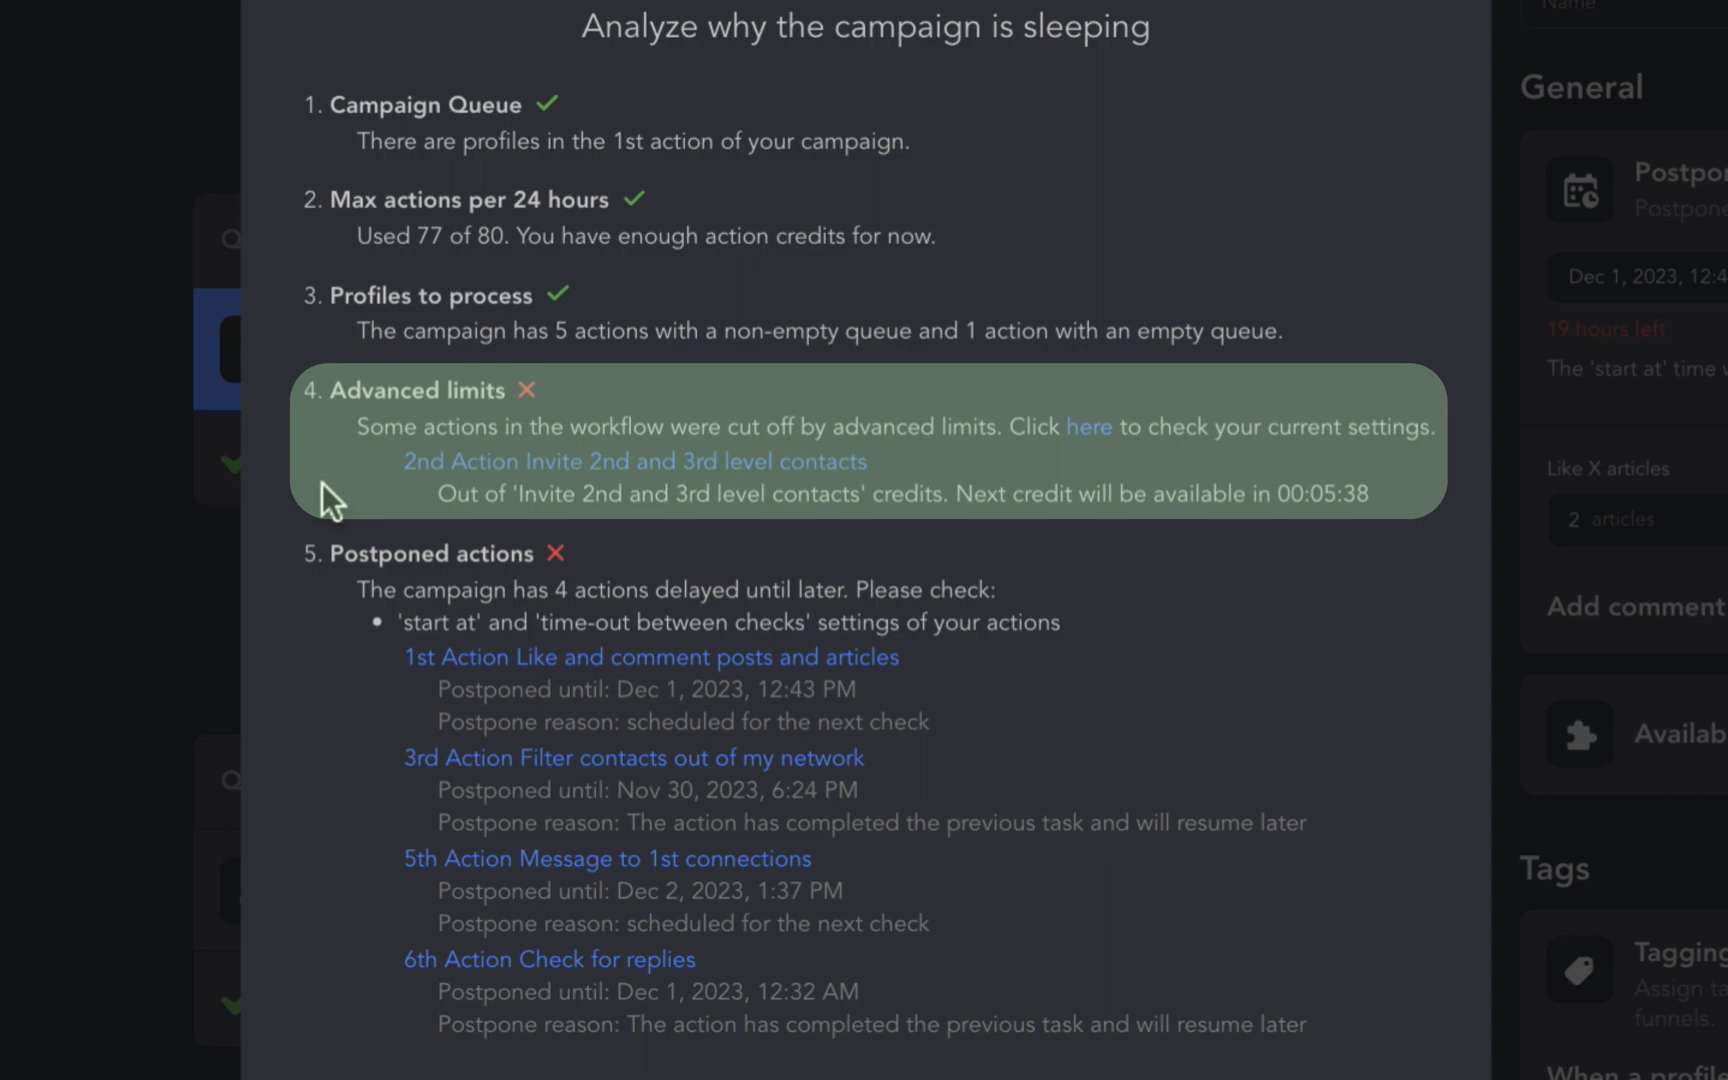 Analyze why the campaign is sleeping
1. Campaign Queue
There are profiles in the 1st action of your campaign.
2. Max actions per 24 hours
Used 77 of 80. You have enough action credits for now.
3. Profiles to process
The campaign has 5 actions with a non-empty queue and 1 action with an empty queue.
4. Advanced limits
Some actions in the workflow were cut off by advanced limits. Click here to check your current settings.
2nd Action Invite 2nd and 3rd level contacts
Out of 'Invite 2nd and 3rd level contacts' credits. Next credit will be available in 00:05:38
5. Postponed actions
The campaign has 4 actions delayed until later. Please check:
• 'start at' and 'time-out between checks' settings of your actions
1st Action Like and comment posts and articles
Postponed until: Dec 1, 2023, 12:43 PM
Postpone reason: scheduled for the next check
3rd Action Filter contacts out of my network
Postponed until: Nov 30, 2023, 6:24 PM
Postpone reason: The action has completed the previous task and will resume later
5th Action Message to 1st connections
Postponed until: Dec 2, 2023, 1:37 PM
Postpone reason: scheduled for the next check
6th Action Check for replies
Postponed until: Dec 1, 2023, 12:32 AM
Postpone reason: The action has completed the previous task and will resume later
Name
General
Dec 1, 2023, 12:4
19 hours left
The 'start at' time
Like X articles
2 articles
Add comment
Tags
Tagging
Assign
funnels.
When a